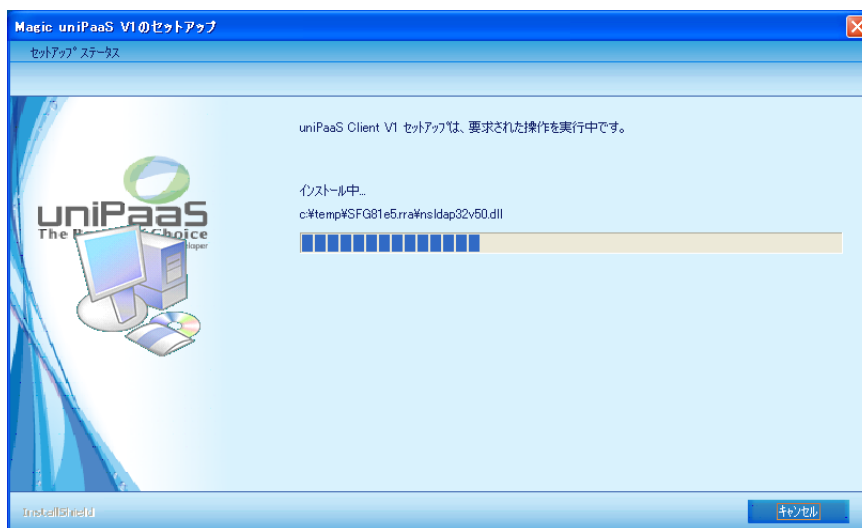 Magic uniPaaS V1のセットアップ
セットアップ ステータス
uniPaaS Client V1 セットアップは、要求された操作を実行中です。
インストール中...
c:¥temp¥SFG81e5.rra¥nsldap32v50.dll
uniPaaS
The Choice
InstallShield
キャンセル